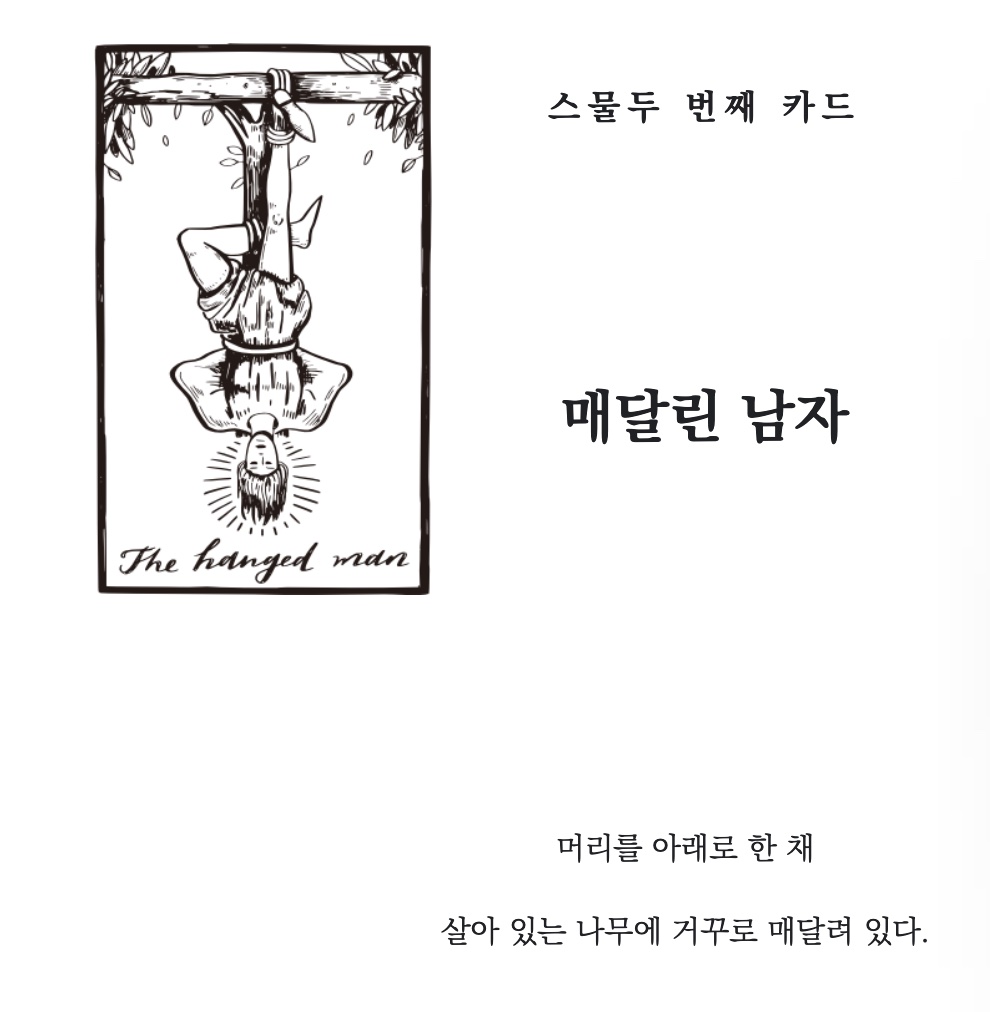 스물두 번째 카드
매달린 남자
The hanged man
머리를 아래로 한 채
살아 있는 나무에 거꾸로 매달려 있다.